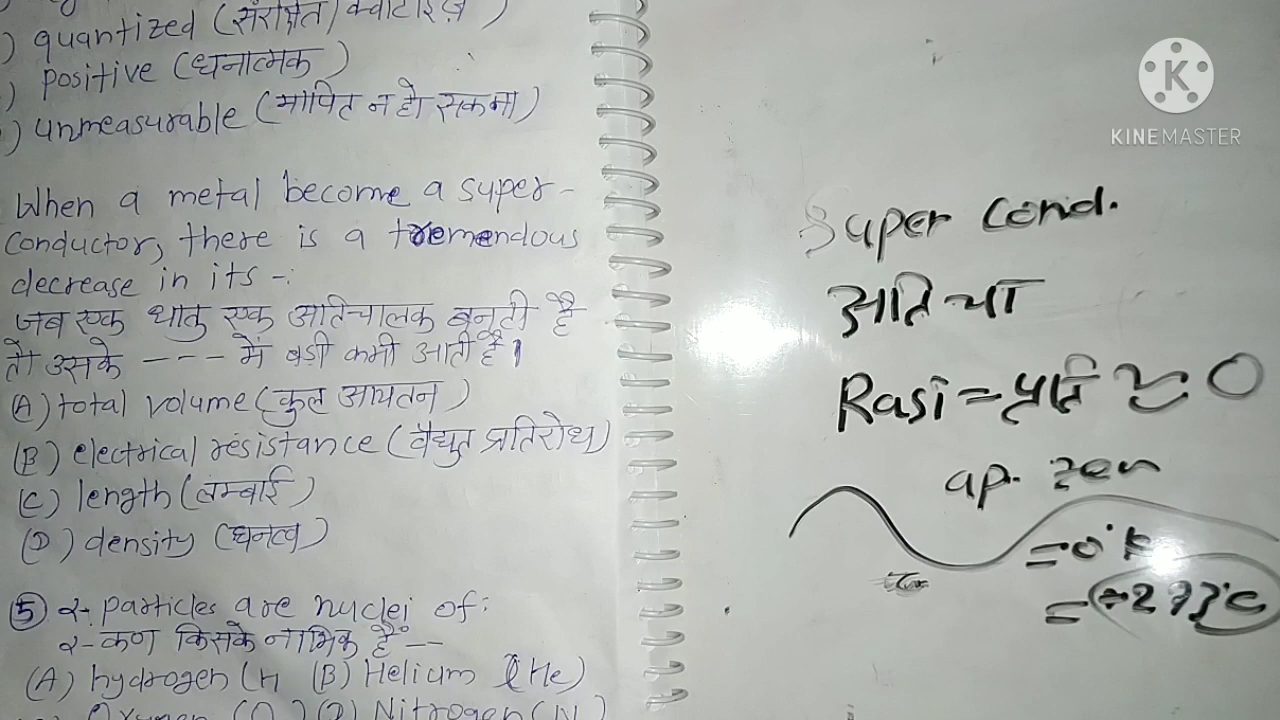 ) quantized (संरक्षित/क्वांटाइज़)
) positive (धनात्मक)
) unmeasurable (मापित न हो सकना)
When a metal become a super-
conductor, there is a tremendous
decrease in its -:
जब एक धातु एक अतिचालक बनती है
तो उसके ---- में बड़ी कमी आती है।
(A) total volume (कुल आयतन)
(B) electrical resistance (वैद्युत प्रतिरोध)
(C) length (लम्बाई)
(D) density (घनत्व)
⑤ α- particles are nuclei of:
α-कण किसके नाभिक हैं --
(A) hydrogen (H (B) Helium (He)
(O) (D) Nitrogen (N)
K
KINEMASTER
Super Cond.
अति चा
Rasi = प्रति ≈ 0
ap. zero
= 0°K
= -273°C